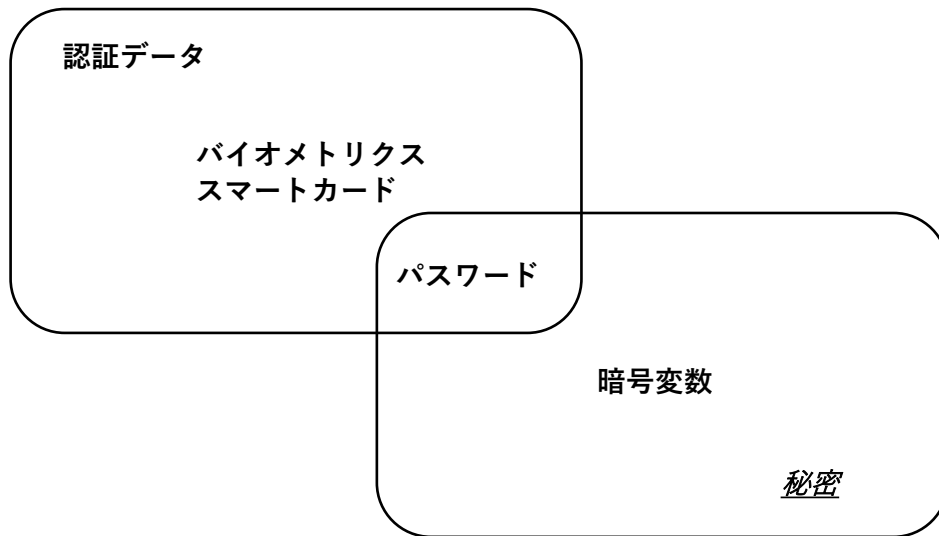 認証データ
バイオメトリクス
スマートカード
パスワード
暗号変数
秘密